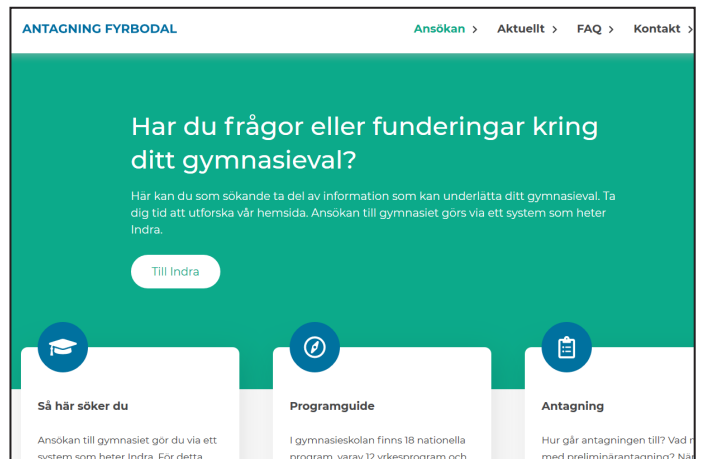 ANTAGNING FYRBODAL
Ansökan Aktuellt FAQ Kontakt
Har du frågor eller funderingar kring
ditt gymnasieval?
Här kan du som sökande ta del av information som kan underlätta ditt gymnasieval. Ta
dig tid att utforska vår hemsida. Ansökan till gymnasiet görs via ett system som heter
Indra.
Till Indra
Så här söker du
Ansökan till gymnasiet gör du via ett
system som heter Indra. För detta
Programguide
I gymnasieskolan finns 18 nationella
program, varav 12 yrkesprogram och
Antagning
Hur går antagningen till? Vad
med preliminärantagning?